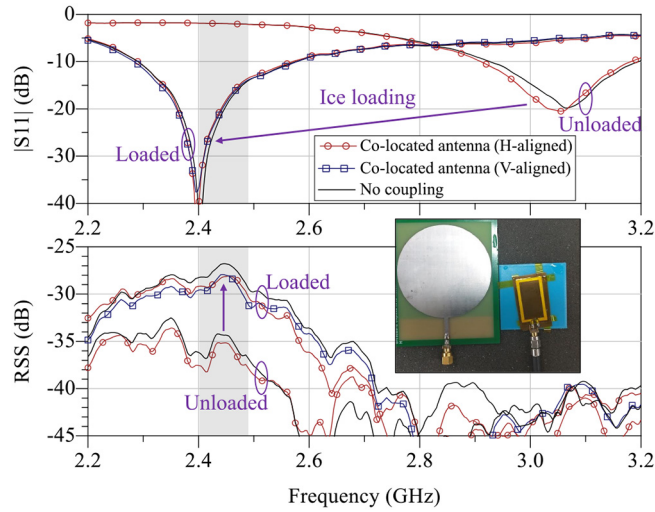 0
-10
-20
-30
-40
|S11| (dB)
Ice loading
Loaded
Unloaded
Co-located antenna (H-aligned)
Co-located antenna (V-aligned)
No coupling
2.2 2.4 2.6 2.8 3.0 3.2
-25
-30
-35
-40
-45
RSS (dB)
Loaded
Unloaded
2.2 2.4 2.6 2.8 3.0 3.2
Frequency (GHz)